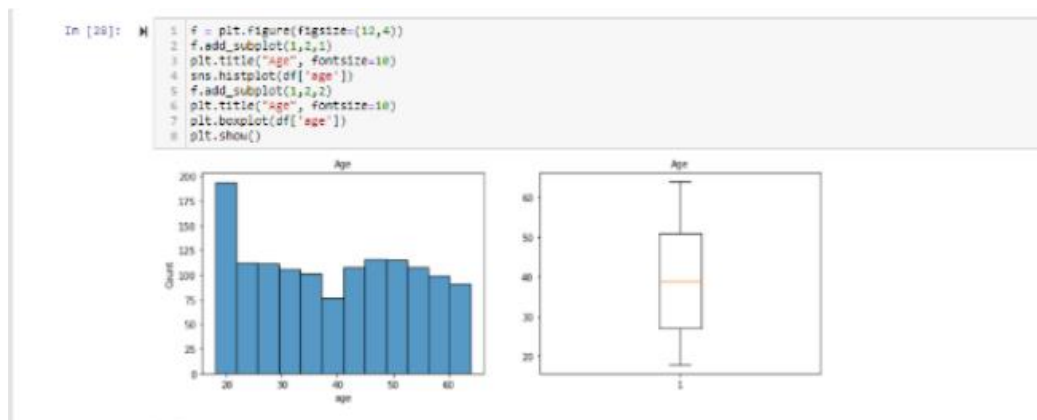 In [28]:
1 f = plt.figure(figsize=(12,4))
2 f.add_subplot(1,2,1)
3 plt.title("Age", fontsize=10)
4 sns.histplot(df['age'])
5 f.add_subplot(1,2,2)
6 plt.title("Age", fontsize=10)
7 plt.boxplot(df['age'])
8 plt.show()
Age
200
175
150
125
100
75
50
25
0
Count
20 30 40 50 60
age
Age
60
50
40
30
20
1